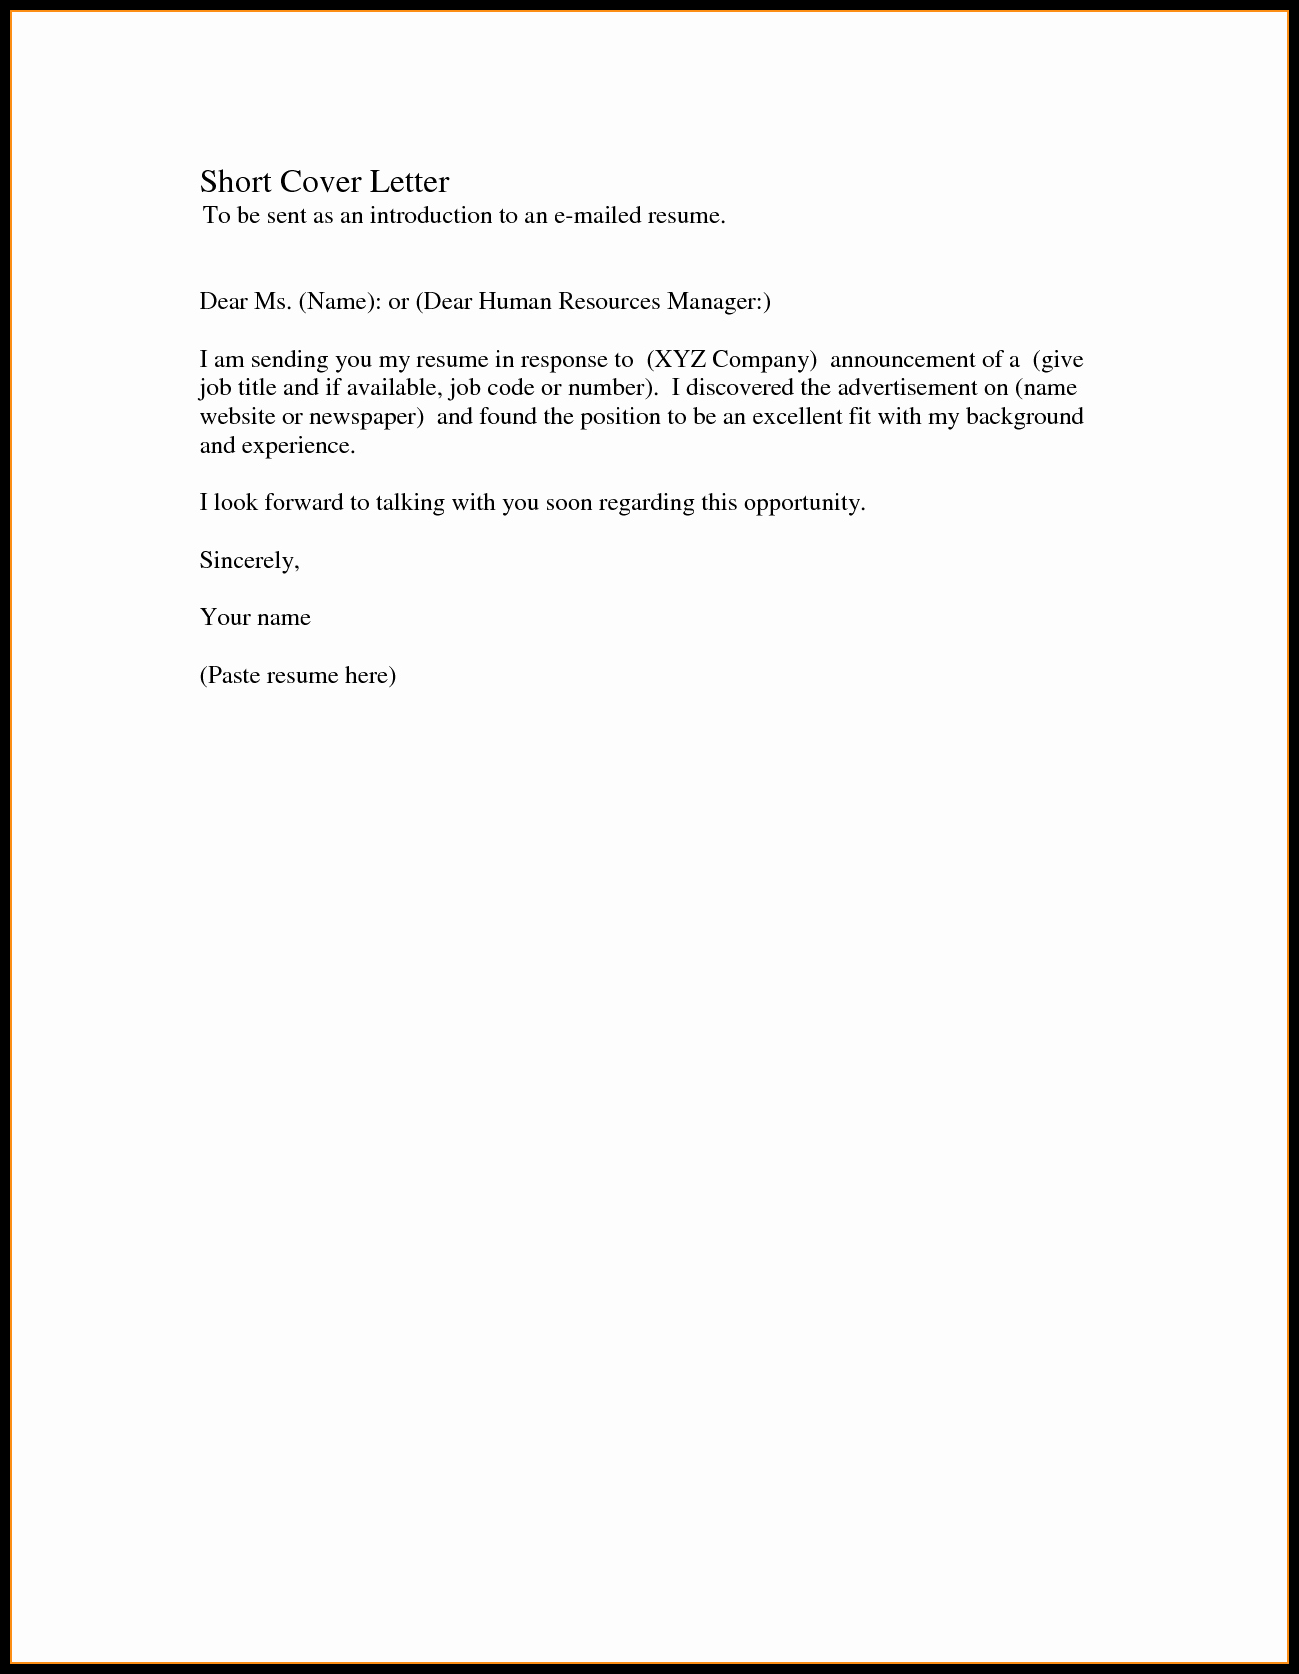 Short Cover Letter
To be sent as an introduction to an e-mailed resume.
Dear Ms. (Name): or (Dear Human Resources Manager:)
I am sending you my resume in response to  (XYZ Company)  announcement of a  (give
job title and if available, job code or number).  I discovered the advertisement on (name
website or newspaper)  and found the position to be an excellent fit with my background
and experience.
I look forward to talking with you soon regarding this opportunity.
Sincerely,
Your name
(Paste resume here)